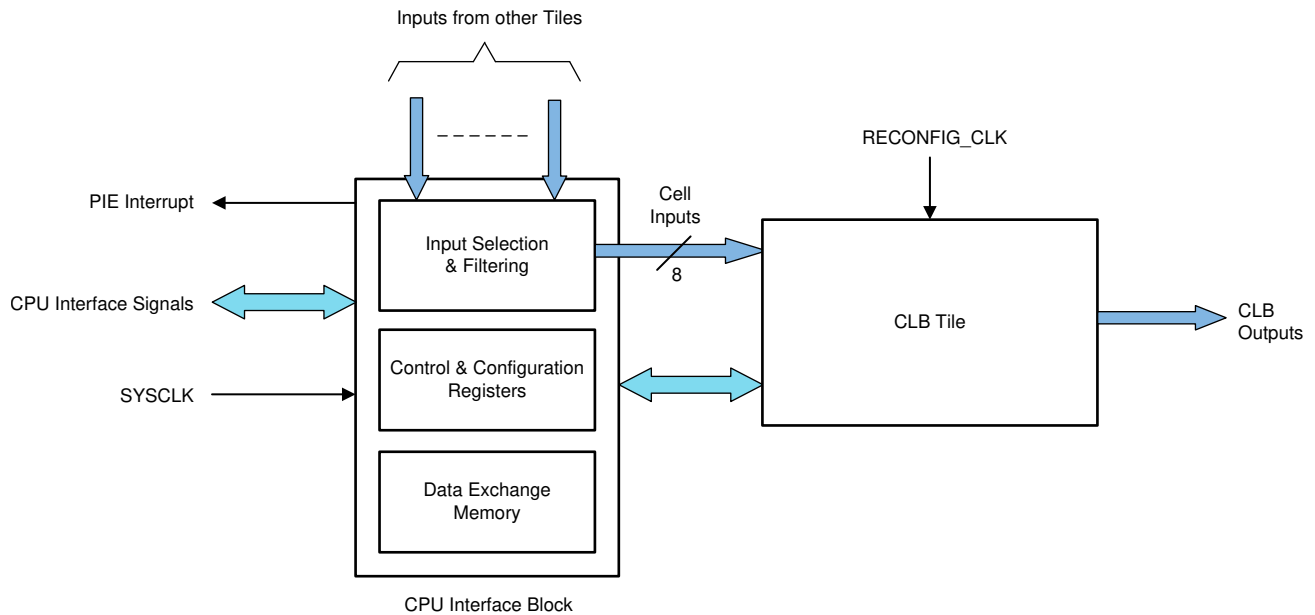 Inputs from other Tiles
RECONFIG_CLK
PIE Interrupt
Cell
Inputs
Input Selection
& Filtering
8
CPU Interface Signals
CLB Tile
CLB
Outputs
Control & Configuration
Registers
SYSCLK
Data Exchange
Memory
CPU Interface Block